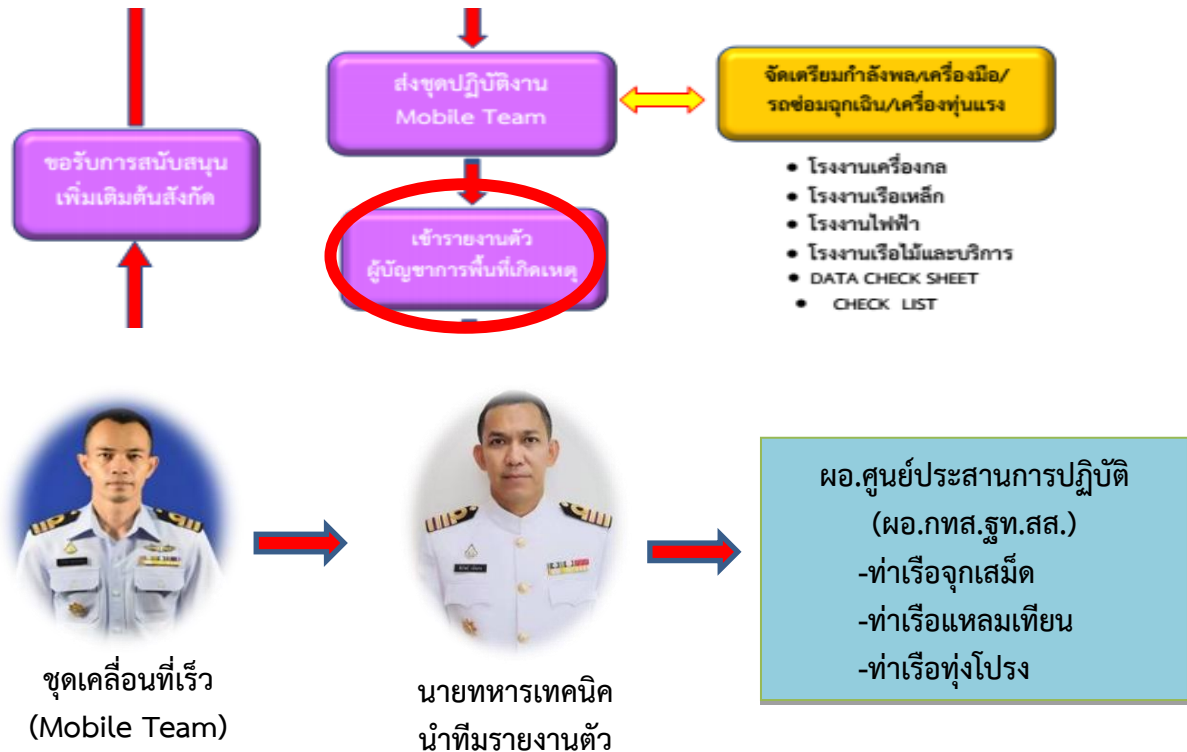 ส่งชุดปฏิบัติงาน
Mobile Team
จัดเตรียมกำลังพล/เครื่องมือ/
รถซ่อมฉุกเฉิน/เครื่องทุ่นแรง
ขอรับการสนับสนุน
เพิ่มเติมต้นสังกัด
เข้ารายงานตัว
ผู้บัญชาการพื้นที่เกิดเหตุ
● โรงงานเครื่องกล
● โรงงานเรือเหล็ก
● โรงงานไฟฟ้า
● โรงงานเรือไม้และบริการ
● DATA CHECK SHEET
● CHECK LIST
ชุดเคลื่อนที่เร็ว
(Mobile Team)
นายทหารเทคนิค
นำทีมรายงานตัว
ผอ.ศูนย์ประสานการปฏิบัติ
(ผอ.กทส.ฐท.สส.)
-ท่าเรือจุกเสม็ด
-ท่าเรือแหลมเทียน
-ท่าเรือทุ่งโปรง